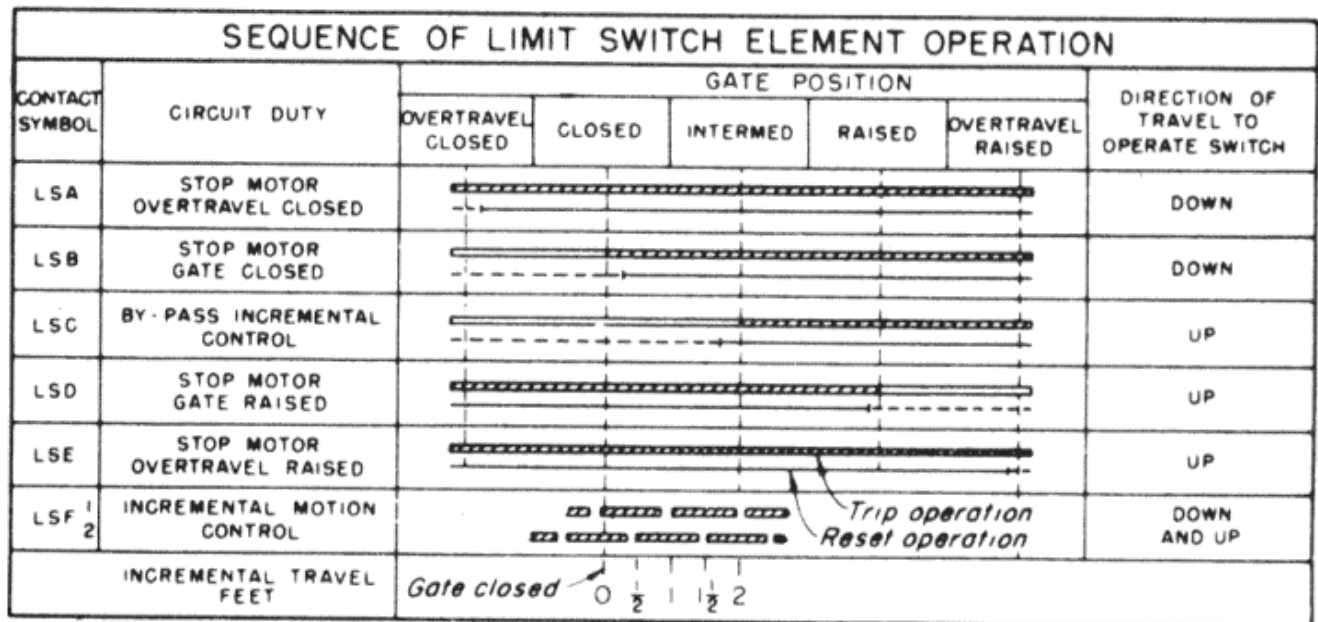 SEQUENCE OF LIMIT SWITCH ELEMENT OPERATION
CONTACT
SYMBOL
CIRCUIT DUTY
GATE POSITION
OVERTRAVEL
CLOSED
CLOSED
INTERMED
RAISED
OVERTRAVEL
RAISED
DIRECTION OF
TRAVEL TO
OPERATE SWITCH
LSA
STOP MOTOR
OVERTRAVEL CLOSED
DOWN
LSB
STOP MOTOR
GATE CLOSED
DOWN
LSC
BY-PASS INCREMENTAL
CONTROL
UP
LSD
STOP MOTOR
GATE RAISED
UP
LSE
STOP MOTOR
OVERTRAVEL RAISED
UP
LSF 1
2
INCREMENTAL MOTION
CONTROL
Trip operation
Reset operation
DOWN
AND UP
INCREMENTAL TRAVEL
FEET
Gate closed
0 1/2 1 1 1/2 2